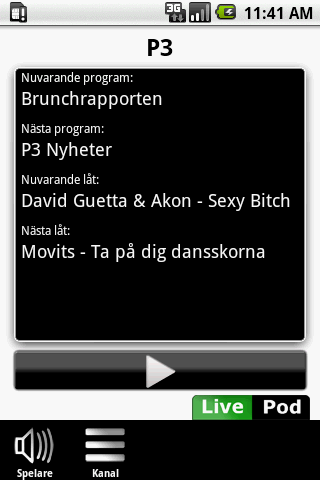 3G
11:41 AM
P3
Nuvarande program:
Brunchrapporten
Nästa program:
P3 Nyheter
Nuvarande låt:
David Guetta & Akon - Sexy Bitch
Nästa låt:
Movits - Ta på dig dansskorna
Live Pod
Spelare Kanal